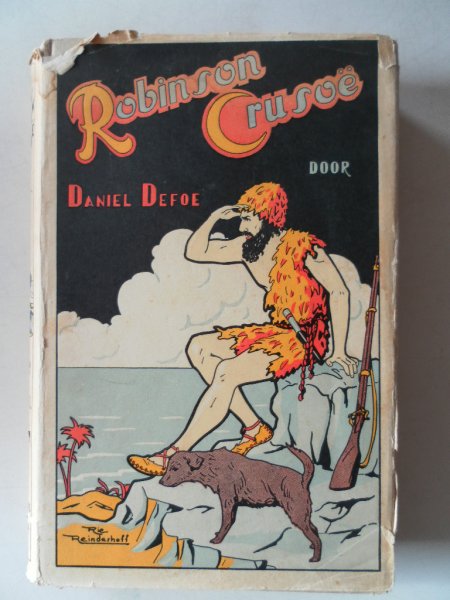 Robinson
Crusoë
DOOR
DANIEL DEFOE
Rie
Reinderhoff